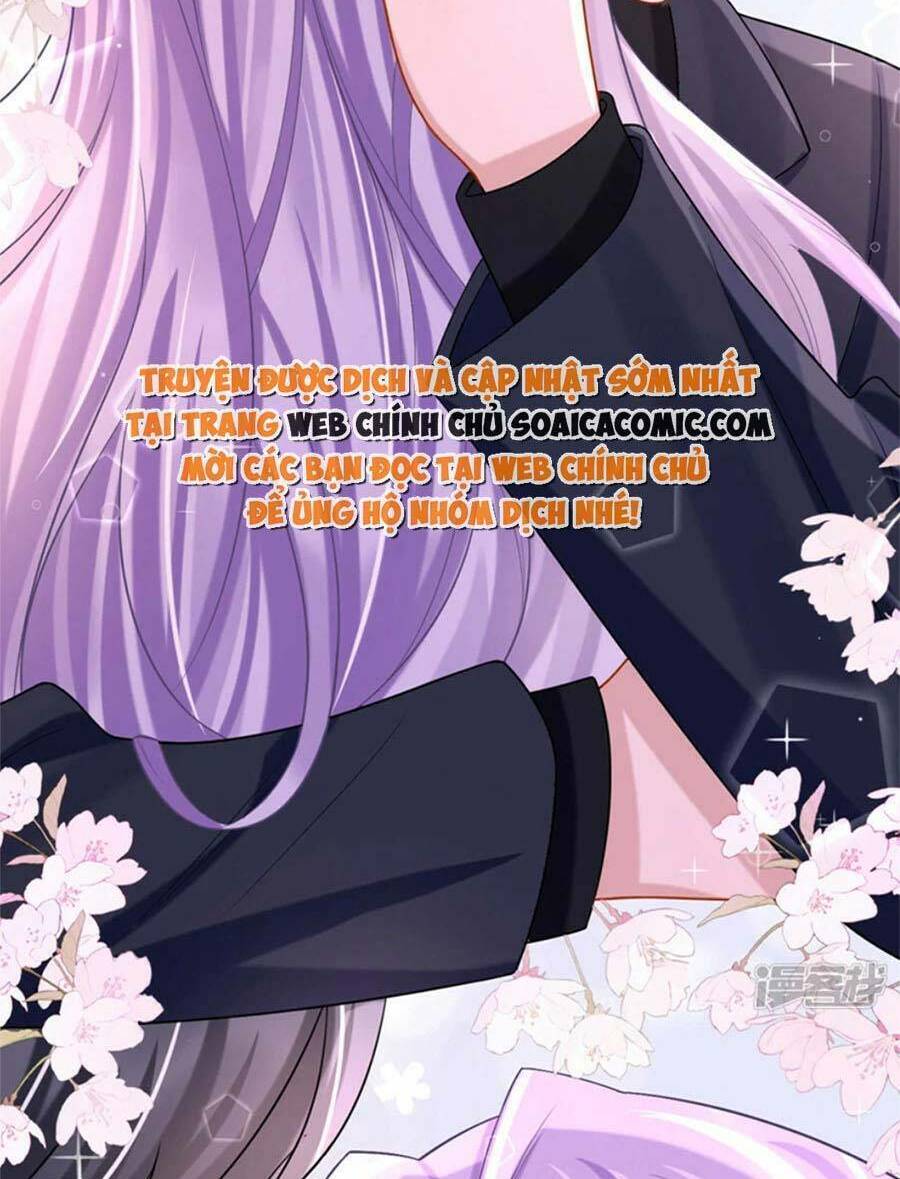 TRUYỆN ĐƯỢC DỊCH VÀ CẬP NHẬT SỚM NHẤT
TẠI TRANG WEB CHÍNH CHỦ SOAICACOMIC.COM
MỜI CÁC BẠN ĐỌC TẠI WEB CHÍNH CHỦ
ĐỂ ỦNG HỘ NHÓM DỊCH NHÉ!
漫客栈